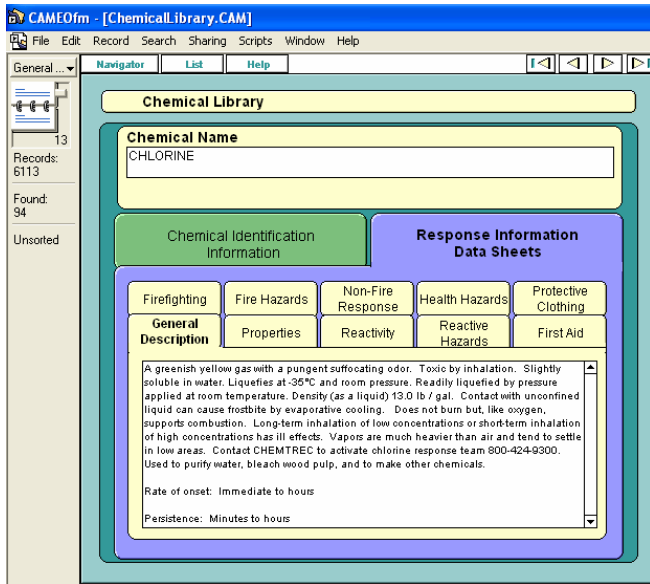 CAMEOfm - [ChemicalLibrary.CAM]
File Edit Record Search Sharing Scripts Window Help
General ...
Navigator List Help
13
Records:
6113
Found:
94
Unsorted
Chemical Library
Chemical Name
CHLORINE
Chemical Identification
Information
Response Information
Data Sheets
Firefighting
Fire Hazards
Non-Fire
Response
Health Hazards
Protective
Clothing
General
Description
Properties
Reactivity
Reactive
Hazards
First Aid
A greenish yellow gas with a pungent suffocating odor. Toxic by inhalation. Slightly
soluble in water. Liquefies at -35°C and room pressure. Readily liquefied by pressure
applied at room temperature. Density (as a liquid) 13.0 lb / gal. Contact with unconfined
liquid can cause frostbite by evaporative cooling. Does not burn but, like oxygen,
supports combustion. Long-term inhalation of low concentrations or short-term inhalation
of high concentrations has ill effects. Vapors are much heavier than air and tend to settle
in low areas. Contact CHEMTREC to activate chlorine response team 800-424-9300.
Used to purify water, bleach wood pulp, and to make other chemicals.
Rate of onset: Immediate to hours
Persistence: Minutes to hours